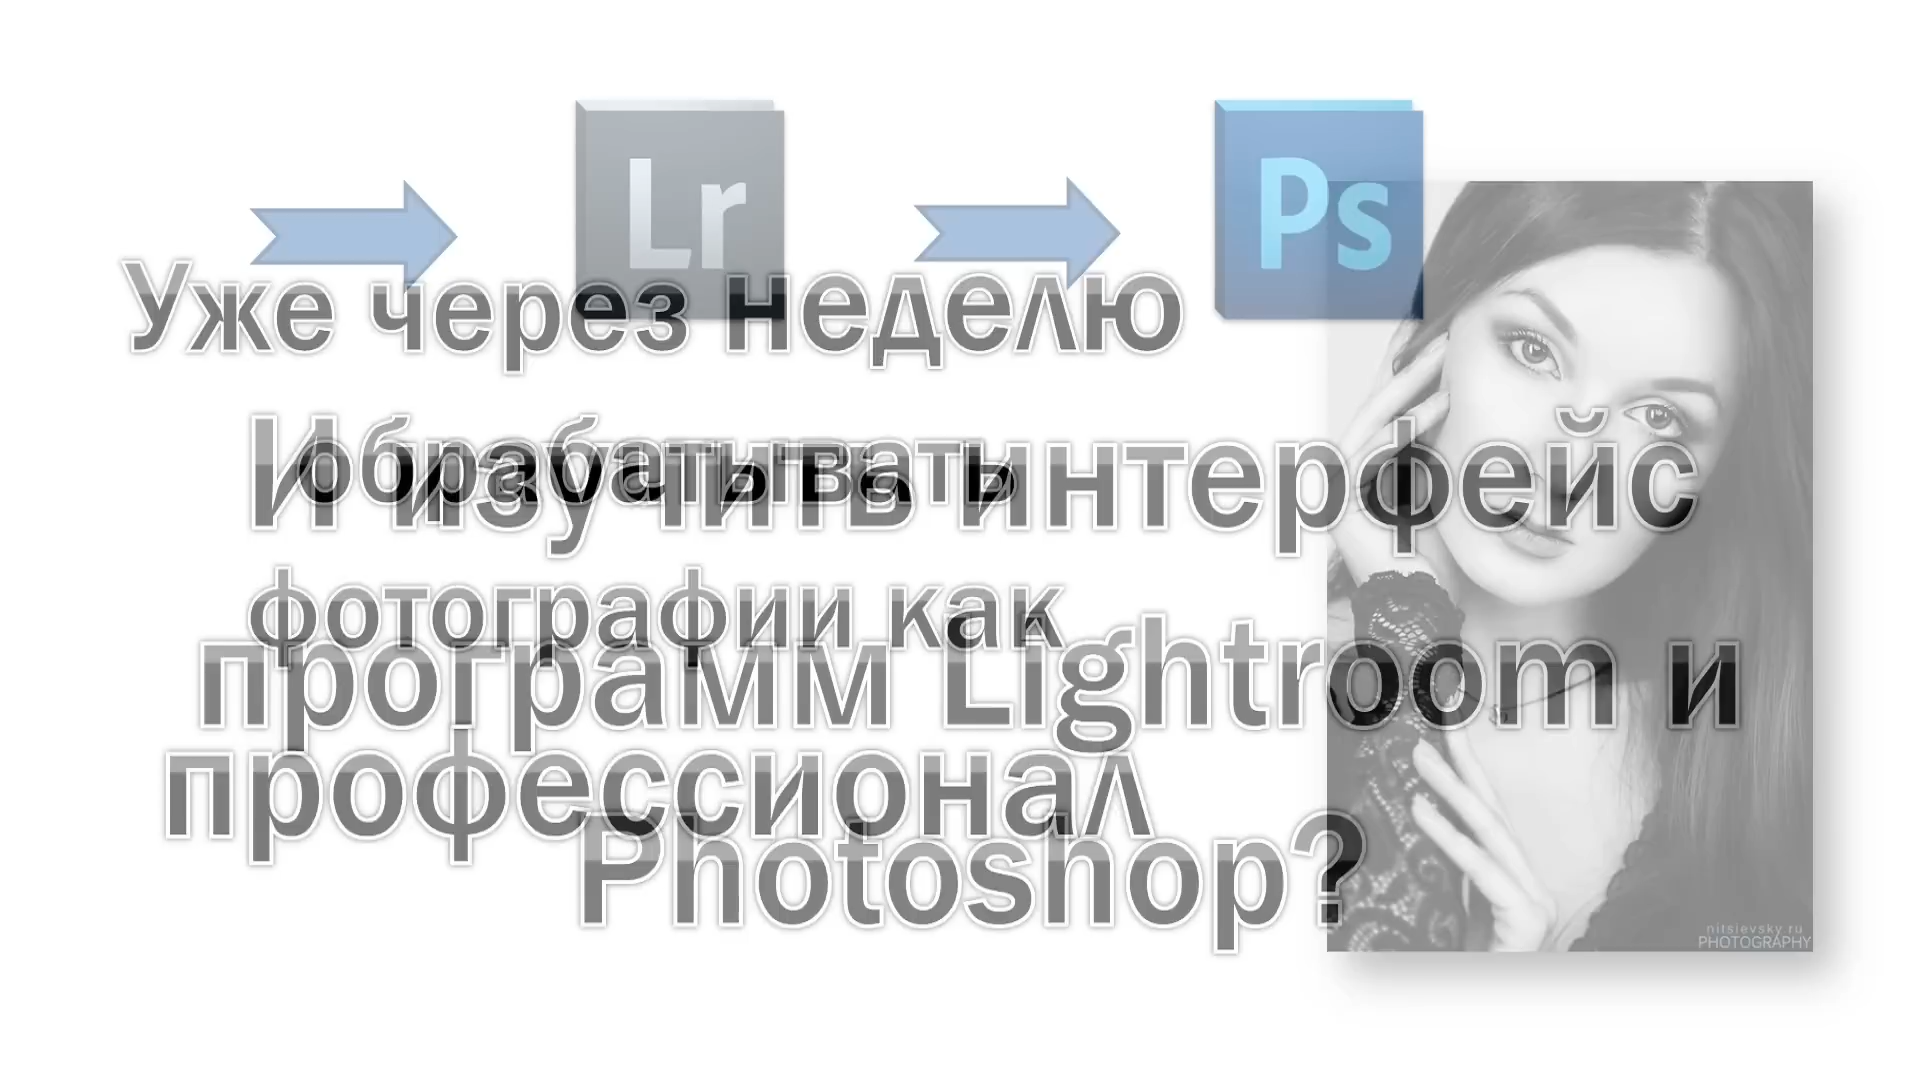 Lr
Ps
Уже через неделю
обрабатывать
фотографии как
профессионал
И изучить интерфейс
программ Lightroom и
Photoshop?
nitsievsky.ru
PHOTOGRAPHY